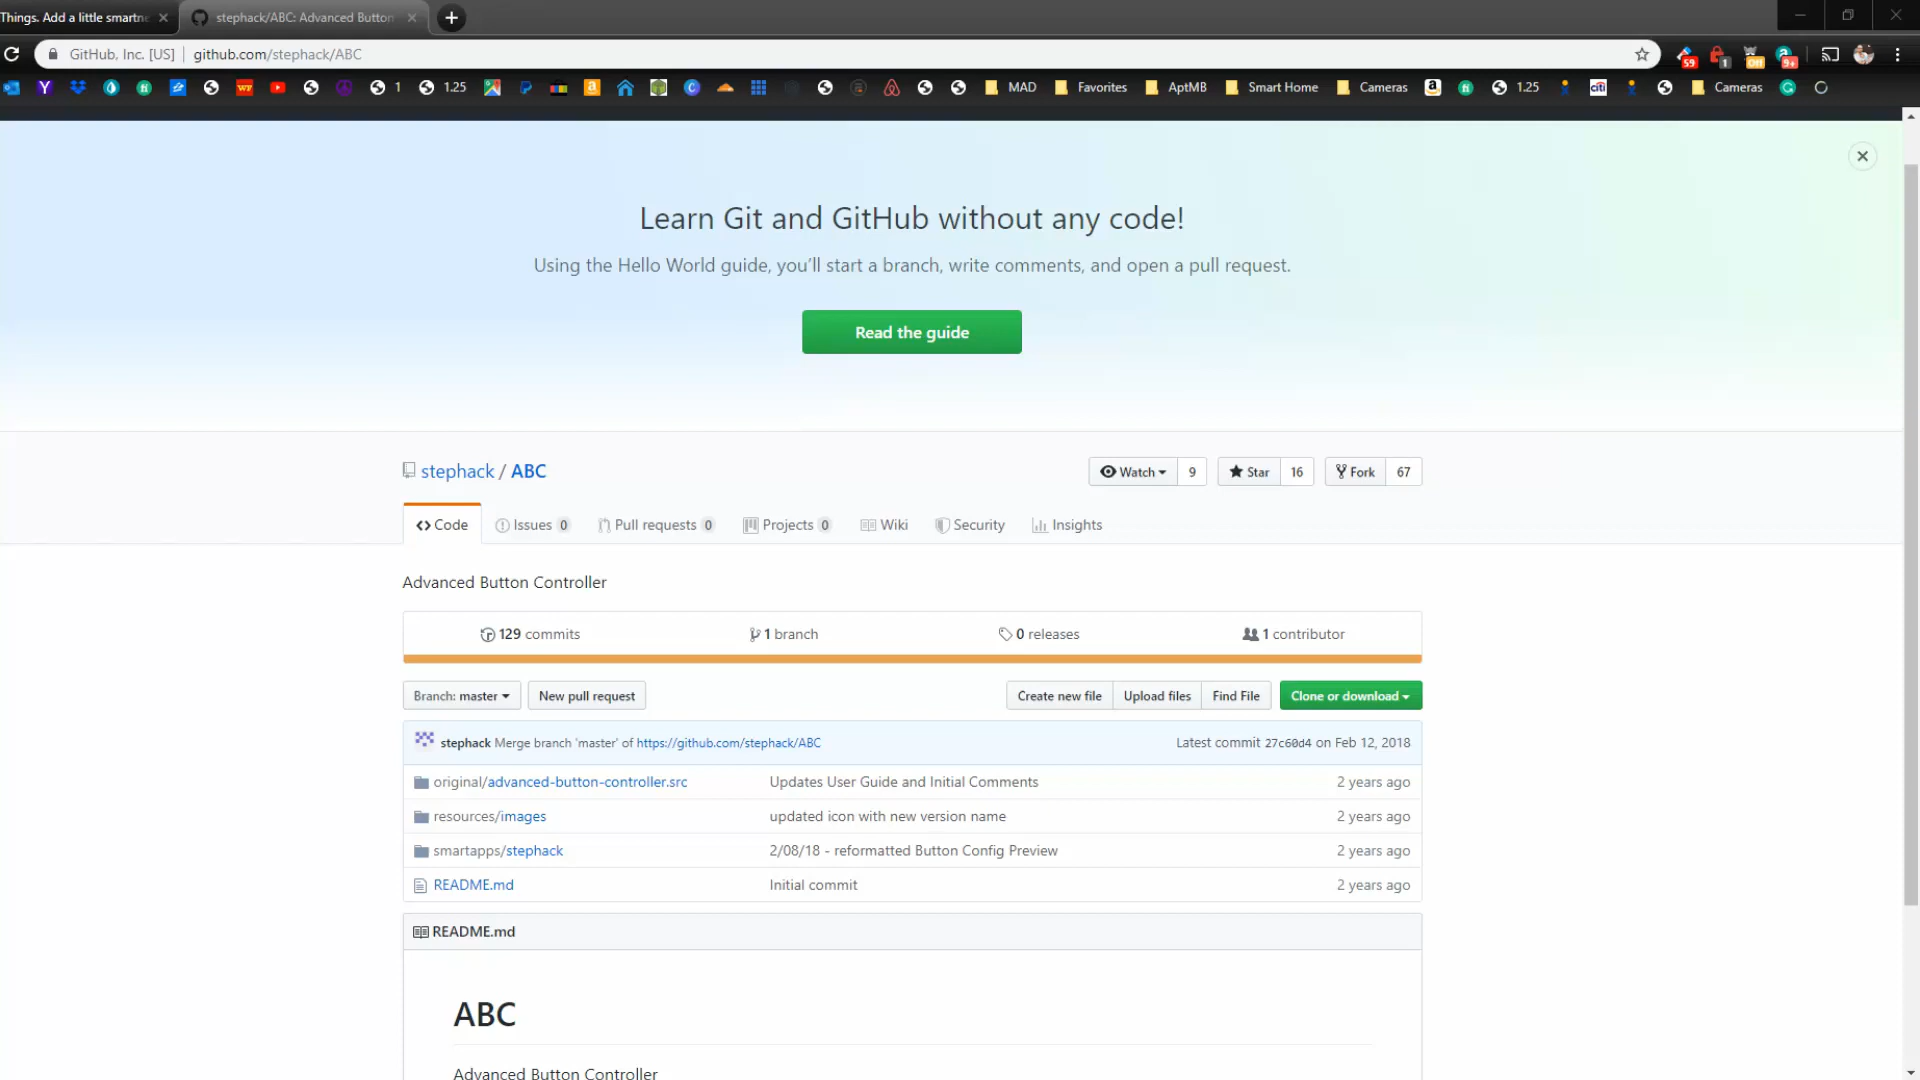 Things. Add a little smartne
stephack/ABC: Advanced Button
GitHub, Inc. [US] | github.com/stephack/ABC
59 1 Off 9+
Y WF 1 1.25 MAD Favorites AptMB Smart Home Cameras 1.25 citi Cameras
Learn Git and GitHub without any code!
Using the Hello World guide, you’ll start a branch, write comments, and open a pull request.
Read the guide
stephack / ABC
Watch 9 Star 16 Fork 67
Code Issues 0 Pull requests 0 Projects 0 Wiki Security Insights
Advanced Button Controller
129 commits 1 branch 0 releases 1 contributor
Branch: master New pull request Create new file Upload files Find File Clone or download
stephack Merge branch 'master' of https://github.com/stephack/ABC Latest commit 27c60d4 on Feb 12, 2018
original/advanced-button-controller.src Updates User Guide and Initial Comments 2 years ago
resources/images updated icon with new version name 2 years ago
smartapps/stephack 2/08/18 - reformatted Button Config Preview 2 years ago
README.md Initial commit 2 years ago
README.md
ABC
Advanced Button Controller